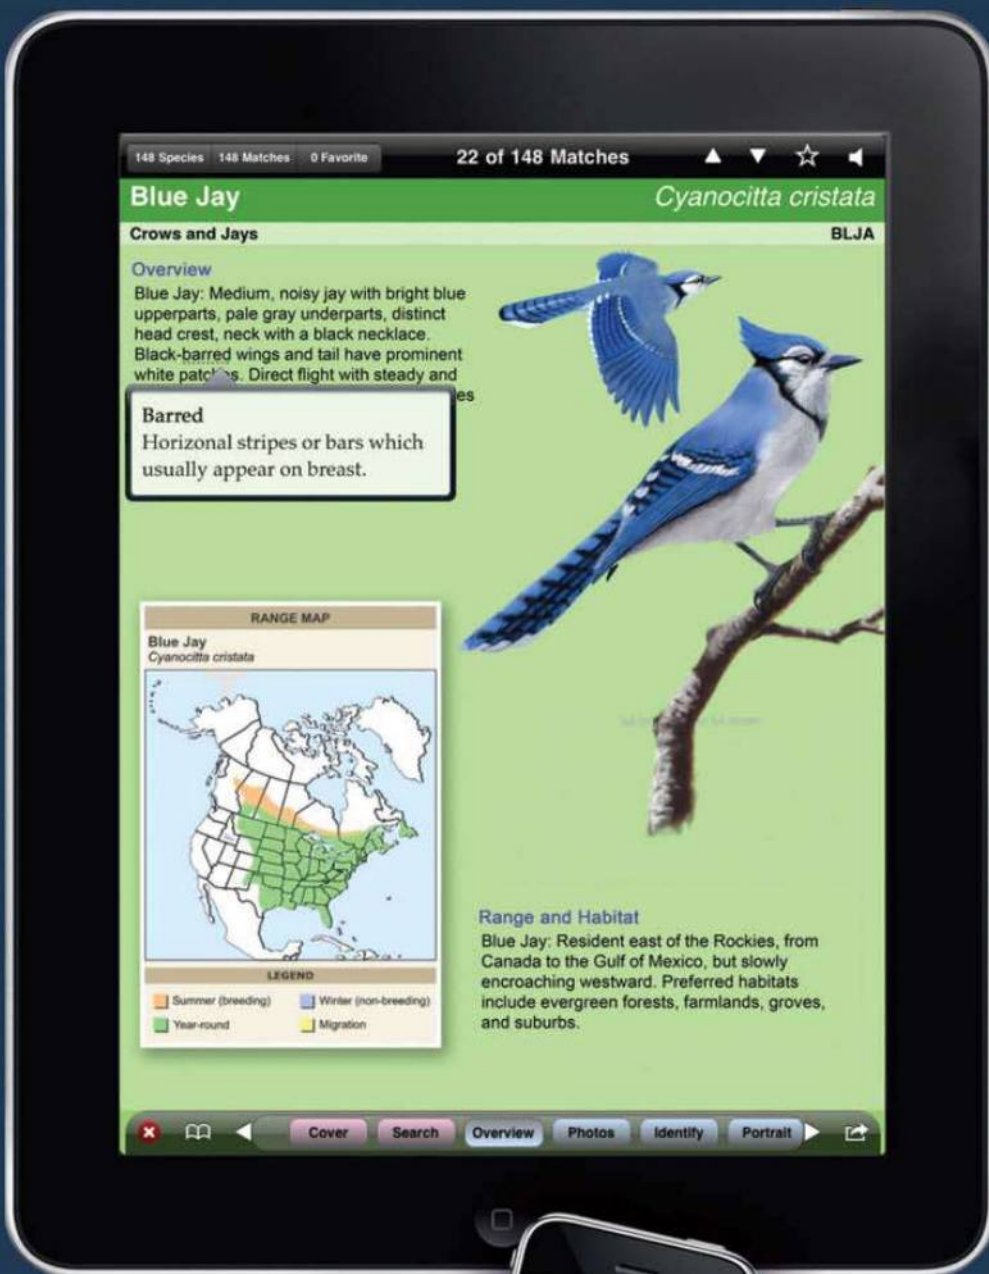 148 Species 148 Matches 0 Favorite 22 of 148 Matches
Blue Jay Cyanocitta cristata
Crows and Jays BLJA
Overview
Blue Jay: Medium, noisy jay with bright blue
upperparts, pale gray underparts, distinct
head crest, neck with a black necklace.
Black-barred wings and tail have prominent
white patches. Direct flight with steady and
es
Barred
Horizonal stripes or bars which
usually appear on breast.
RANGE MAP
Blue Jay
Cyanocitta cristata
LEGEND
Summer (breeding) Winter (non-breeding)
Year-round Migration
Range and Habitat
Blue Jay: Resident east of the Rockies, from
Canada to the Gulf of Mexico, but slowly
encroaching westward. Preferred habitats
include evergreen forests, farmlands, groves,
and suburbs.
Cover Search Overview Photos Identify Portrait